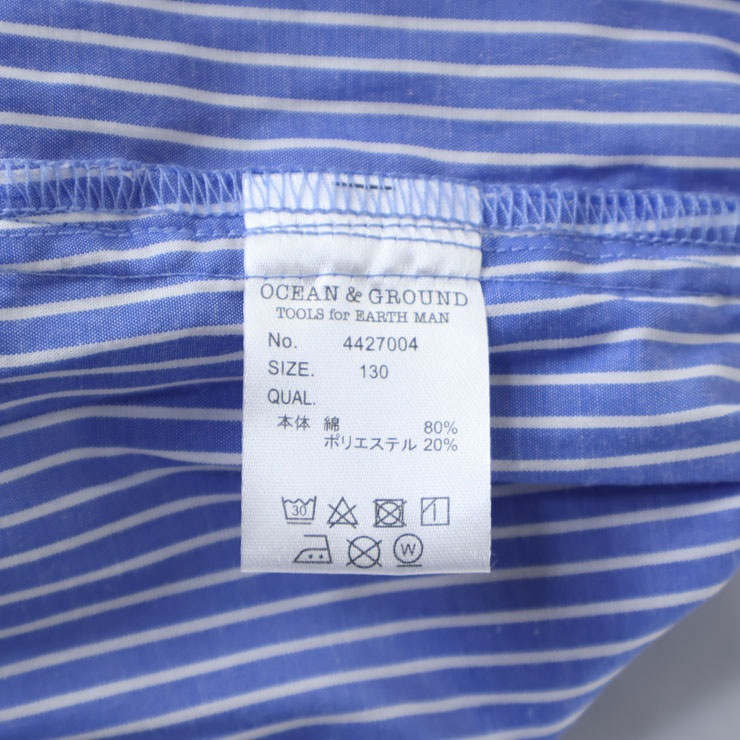 OCEAN & GROUND
TOOLS for EARTH MAN
No. 4427004
SIZE. 130
QUAL.
本体 綿 80%
ポリエステル 20%
30
W